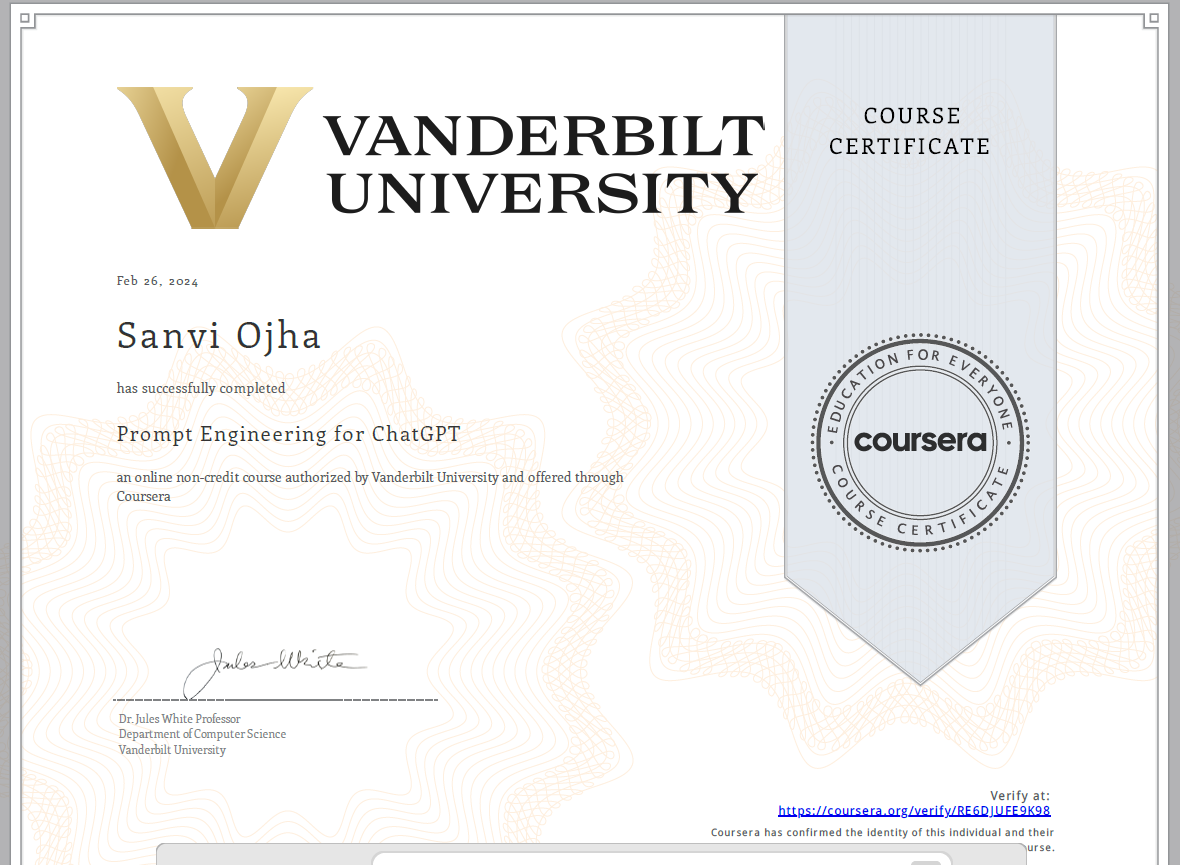 VANDERBILT
UNIVERSITY
COURSE
CERTIFICATE
Feb 26, 2024
Sanvi Ojha
has successfully completed
Prompt Engineering for ChatGPT
an online non-credit course authorized by Vanderbilt University and offered through
Coursera
EDUCATION FOR EVERYONE
coursera
COURSE CERTIFICATE
Jules White
Dr. Jules White Professor
Department of Computer Science
Vanderbilt University
Verify at:
https://coursera.org/verify/RE6DJUFE9K98
Coursera has confirmed the identity of this individual and their
urse.